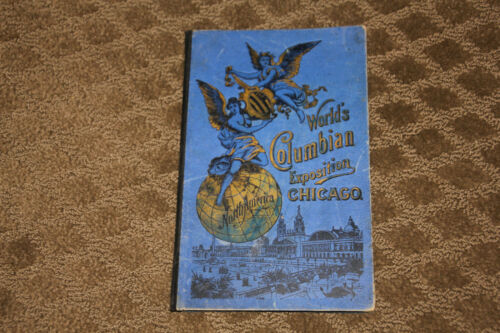 World's
Columbian
Exposition
CHICAGO.
North America